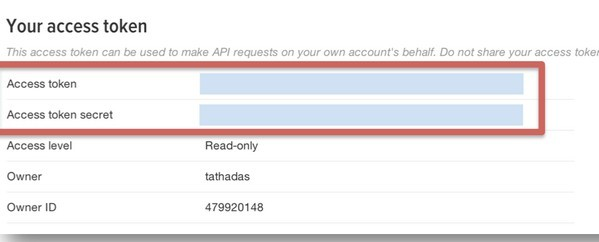 Your access token
This access token can be used to make API requests on your own account's behalf. Do not share your access
Access token
Access token secret
Access level Read-only
Owner tathadas
Owner ID 479920148